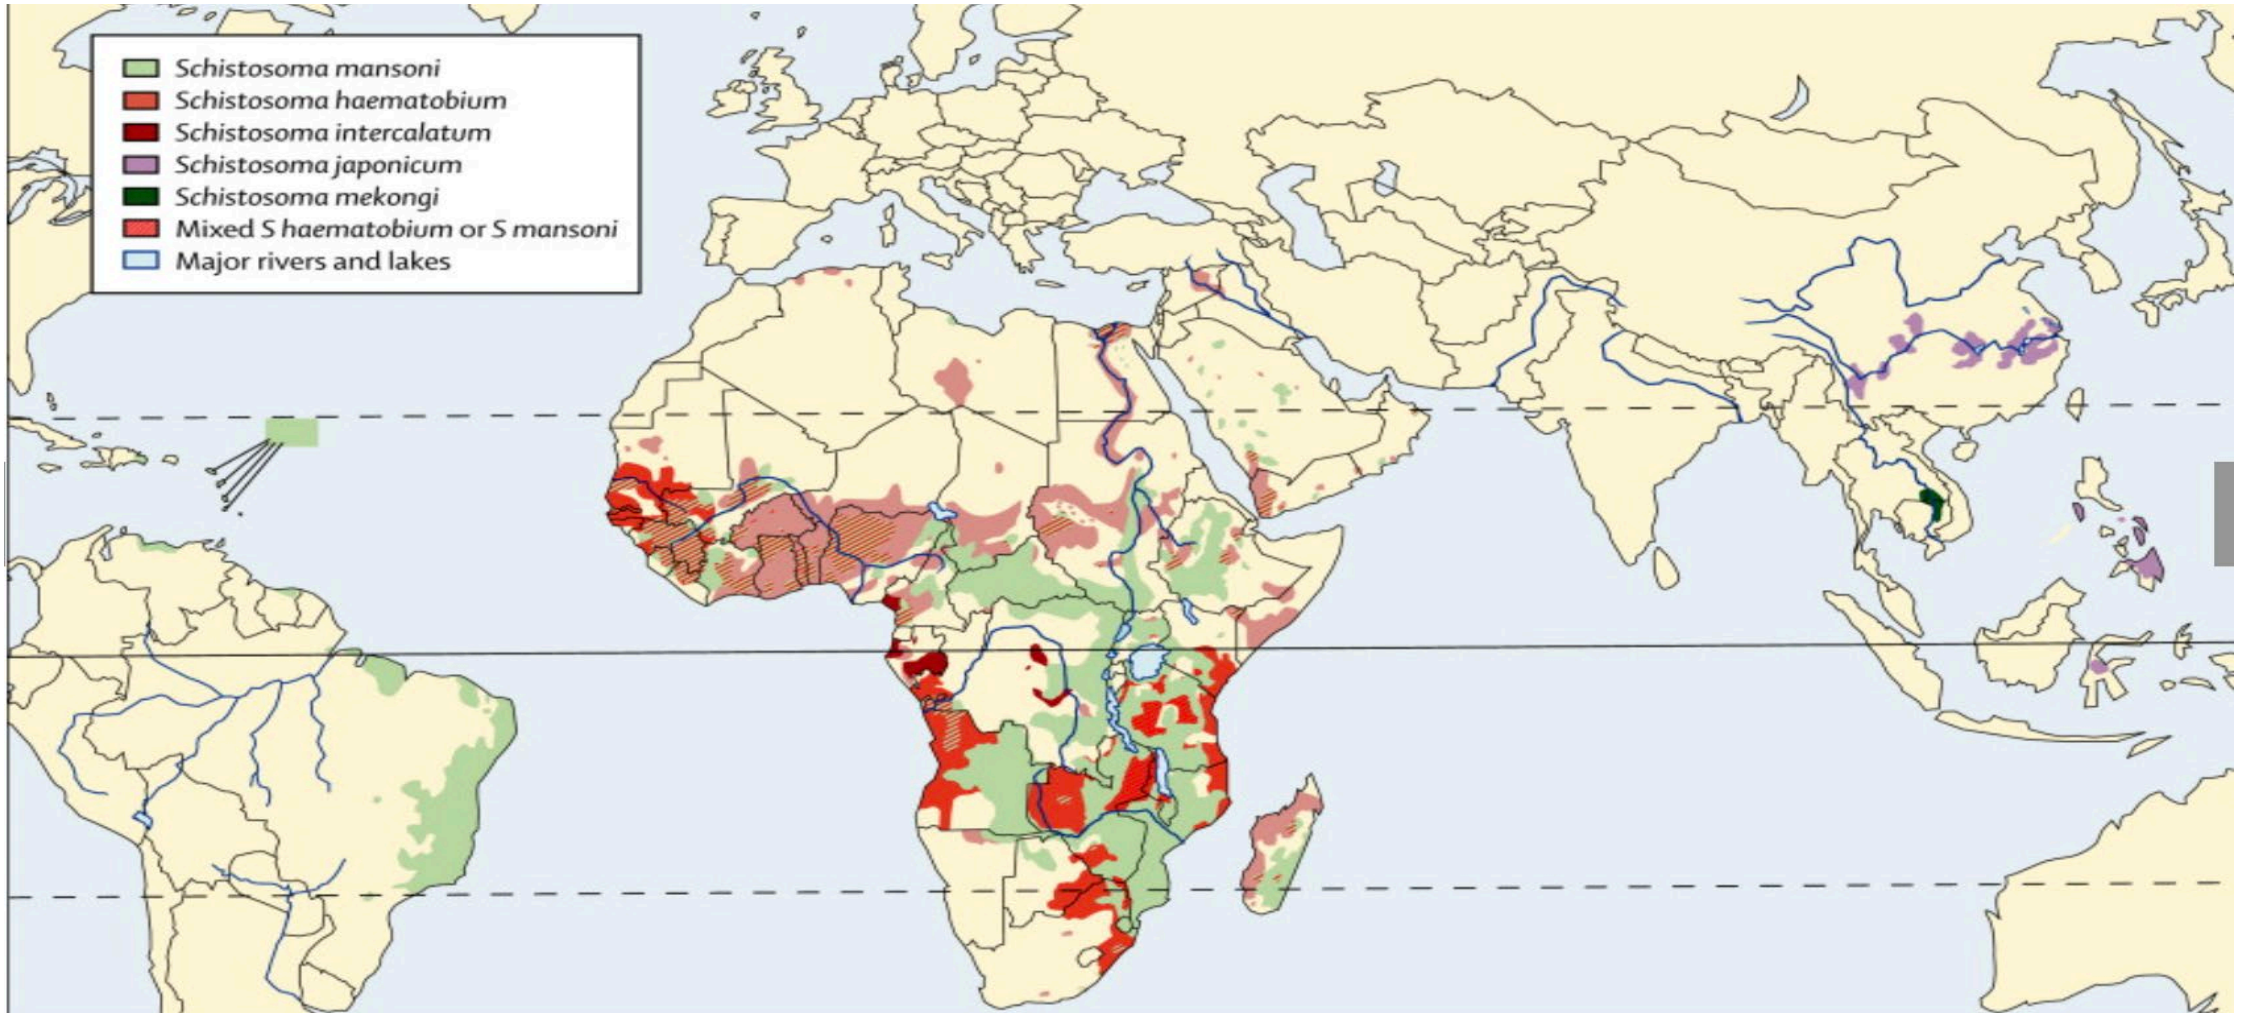 Schistosoma mansoni
Schistosoma haematobium
Schistosoma intercalatum
Schistosoma japonicum
Schistosoma mekongi
Mixed S haematobium or S mansoni
Major rivers and lakes